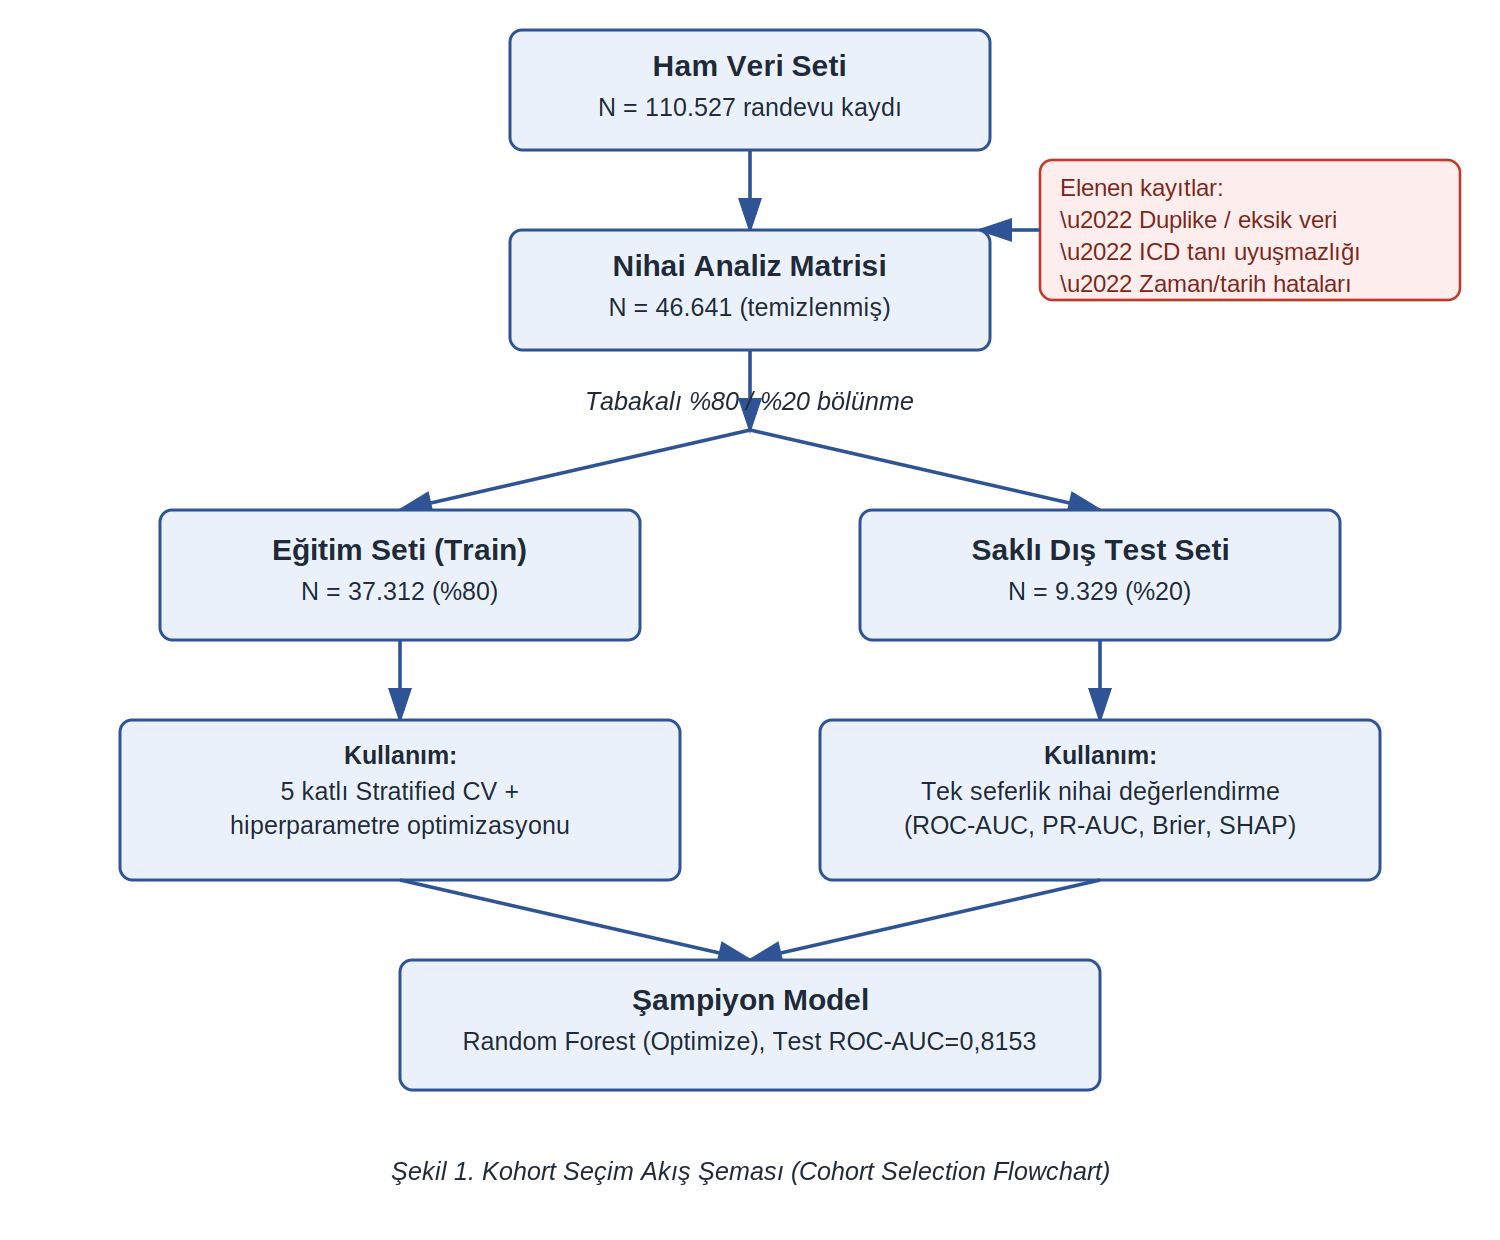 Ham Veri Seti
N = 110.527 randevu kaydı
Elenen kayıtlar:
\u2022 Duplike / eksik veri
\u2022 ICD tanı uyuşmazlığı
\u2022 Zaman/tarih hataları
Nihai Analiz Matrisi
N = 46.641 (temizlenmiş)
Tabakalı %80 / %20 bölünme
Eğitim Seti (Train)
N = 37.312 (%80)
Saklı Dış Test Seti
N = 9.329 (%20)
Kullanım:
5 katlı Stratified CV +
hiperparametre optimizasyonu
Kullanım:
Tek seferlik nihai değerlendirme
(ROC-AUC, PR-AUC, Brier, SHAP)
Şampiyon Model
Random Forest (Optimize), Test ROC-AUC=0,8153
Şekil 1. Kohort Seçim Akış Şeması (Cohort Selection Flowchart)